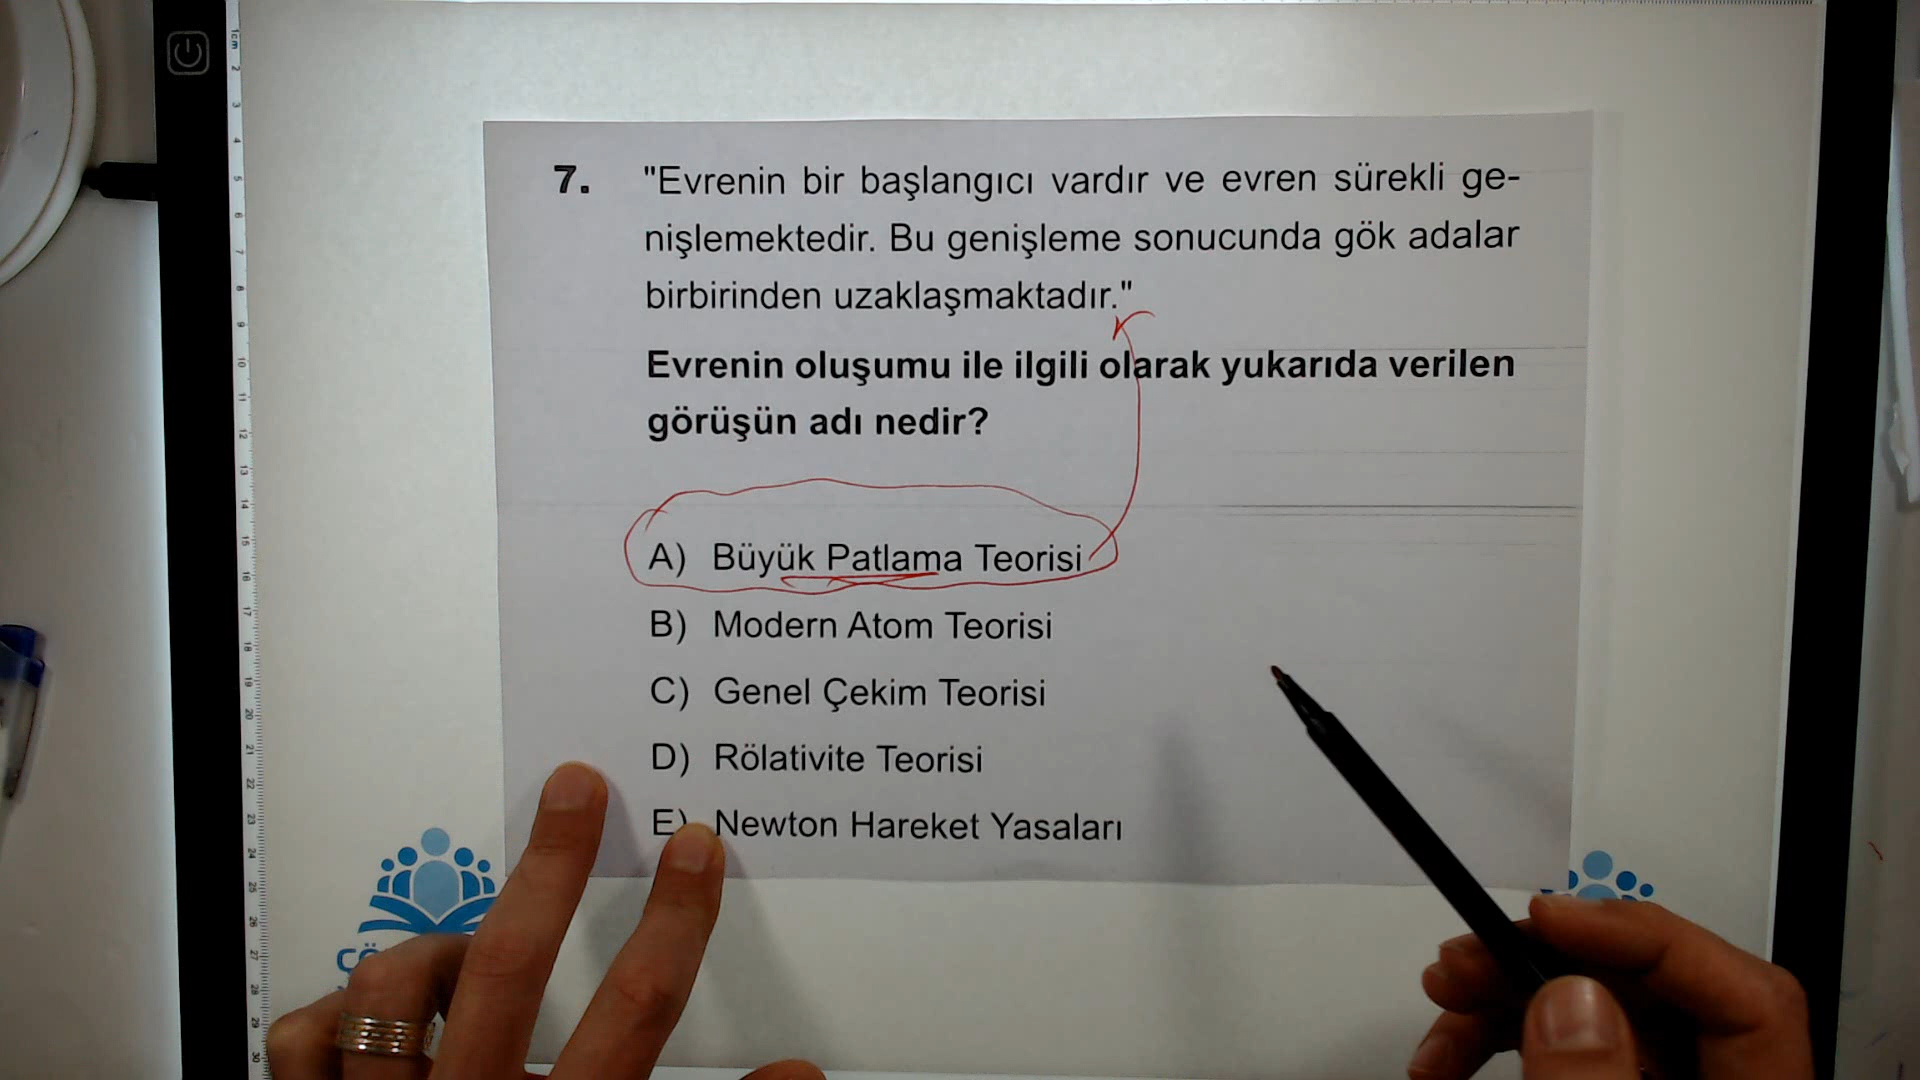 7. "Evrenin bir başlangıcı vardır ve evren sürekli ge-
nişlemektedir. Bu genişleme sonucunda gök adalar
birbirinden uzaklaşmaktadır."
Evrenin oluşumu ile ilgili olarak yukarıda verilen
görüşün adı nedir?
A) Büyük Patlama Teorisi
B) Modern Atom Teorisi
C) Genel Çekim Teorisi
D) Rölativite Teorisi
E) Newton Hareket Yasaları